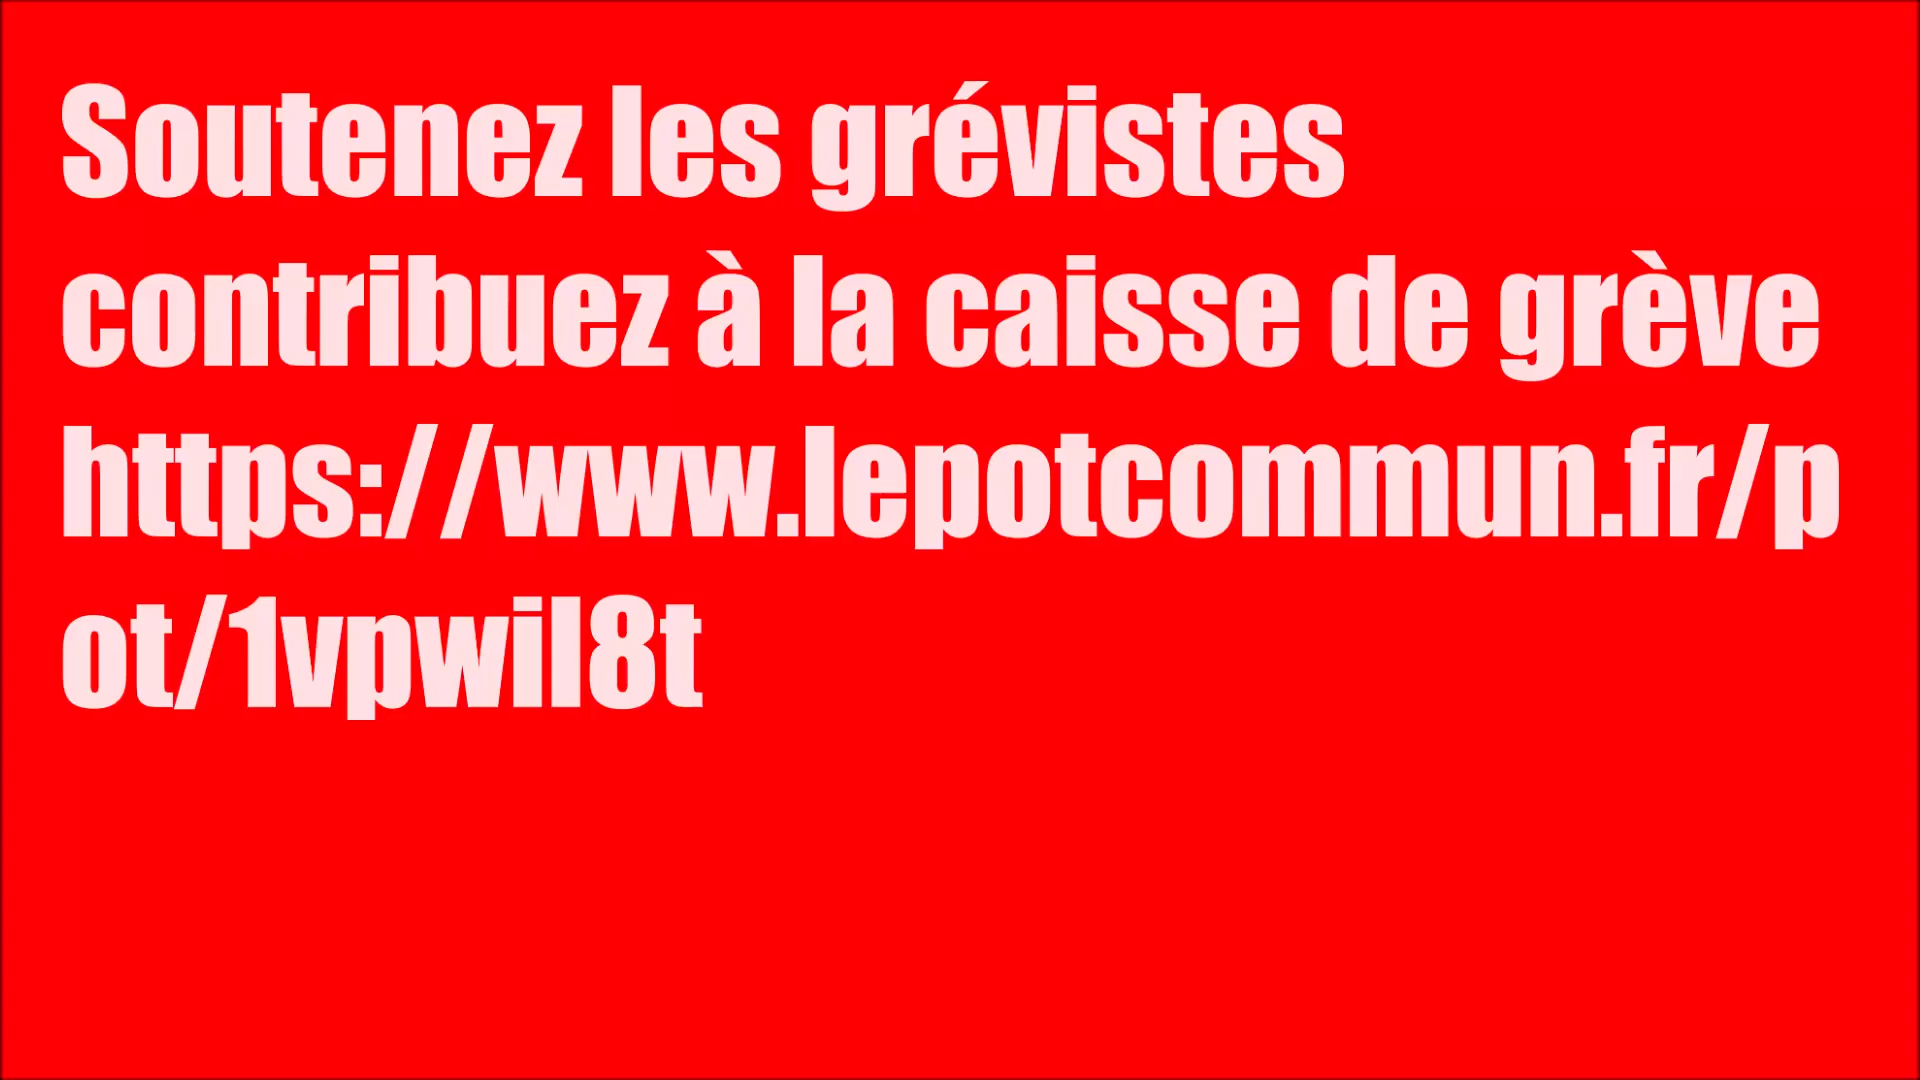 Soutenez les grévistes
contribuez à la caisse de grève
https://www.lepotcommun.fr/p
ot/1vpwil8t